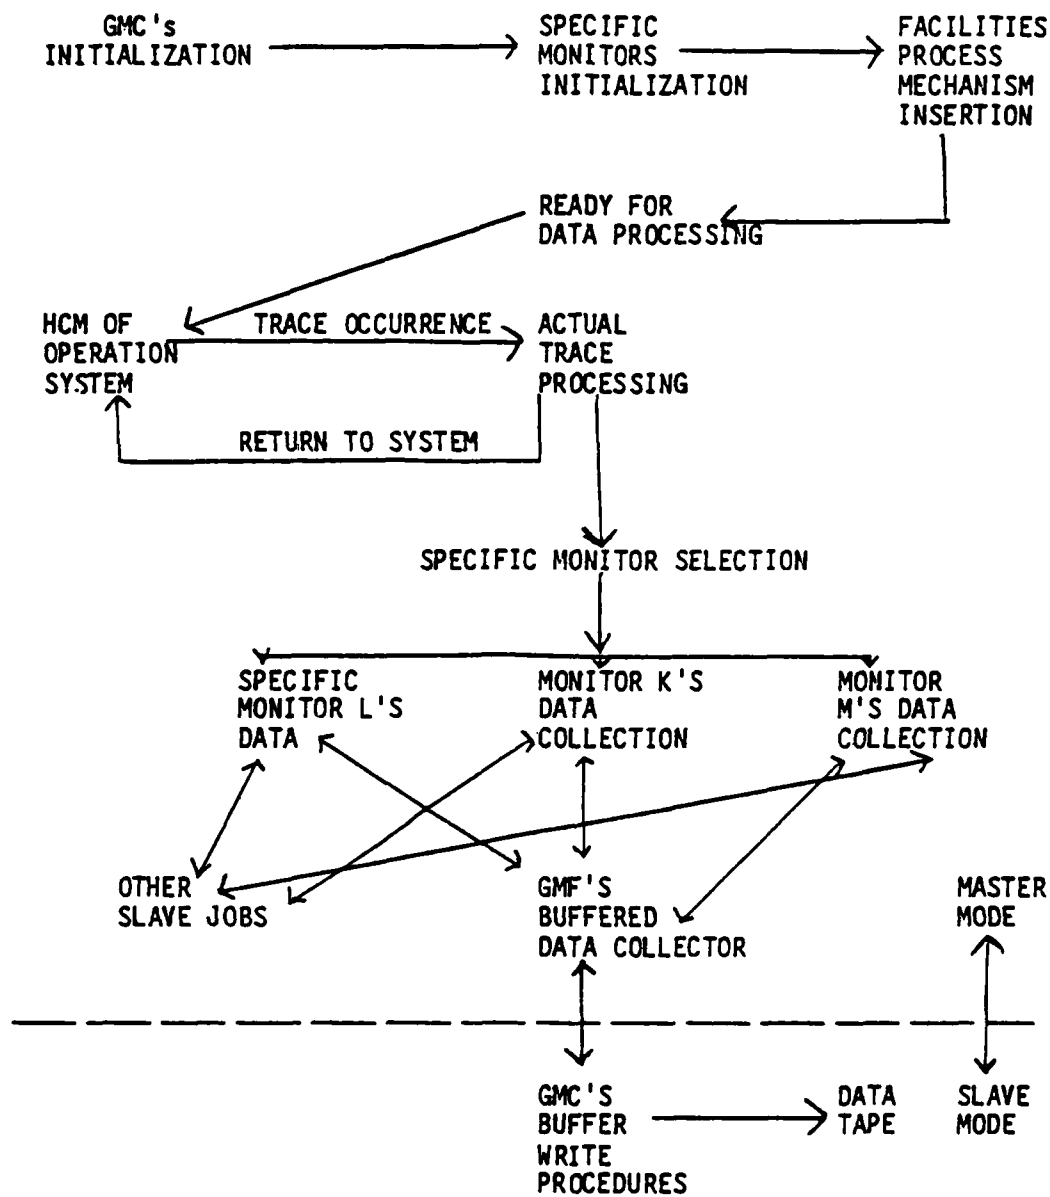 GMC's
INITIALIZATION
SPECIFIC
MONITORS
INITIALIZATION
FACILITIES
PROCESS
MECHANISM
INSERTION
READY FOR
DATA PROCESSING
HCM OF
OPERATION
SYSTEM
TRACE OCCURRENCE
ACTUAL
TRACE
PROCESSING
RETURN TO SYSTEM
SPECIFIC MONITOR SELECTION
SPECIFIC
MONITOR L'S
DATA
MONITOR K'S
DATA
COLLECTION
MONITOR
M'S DATA
COLLECTION
OTHER
SLAVE JOBS
GMF'S
BUFFERED
DATA COLLECTOR
MASTER
MODE
GMC'S
BUFFER
WRITE
PROCEDURES
DATA
TAPE
SLAVE
MODE